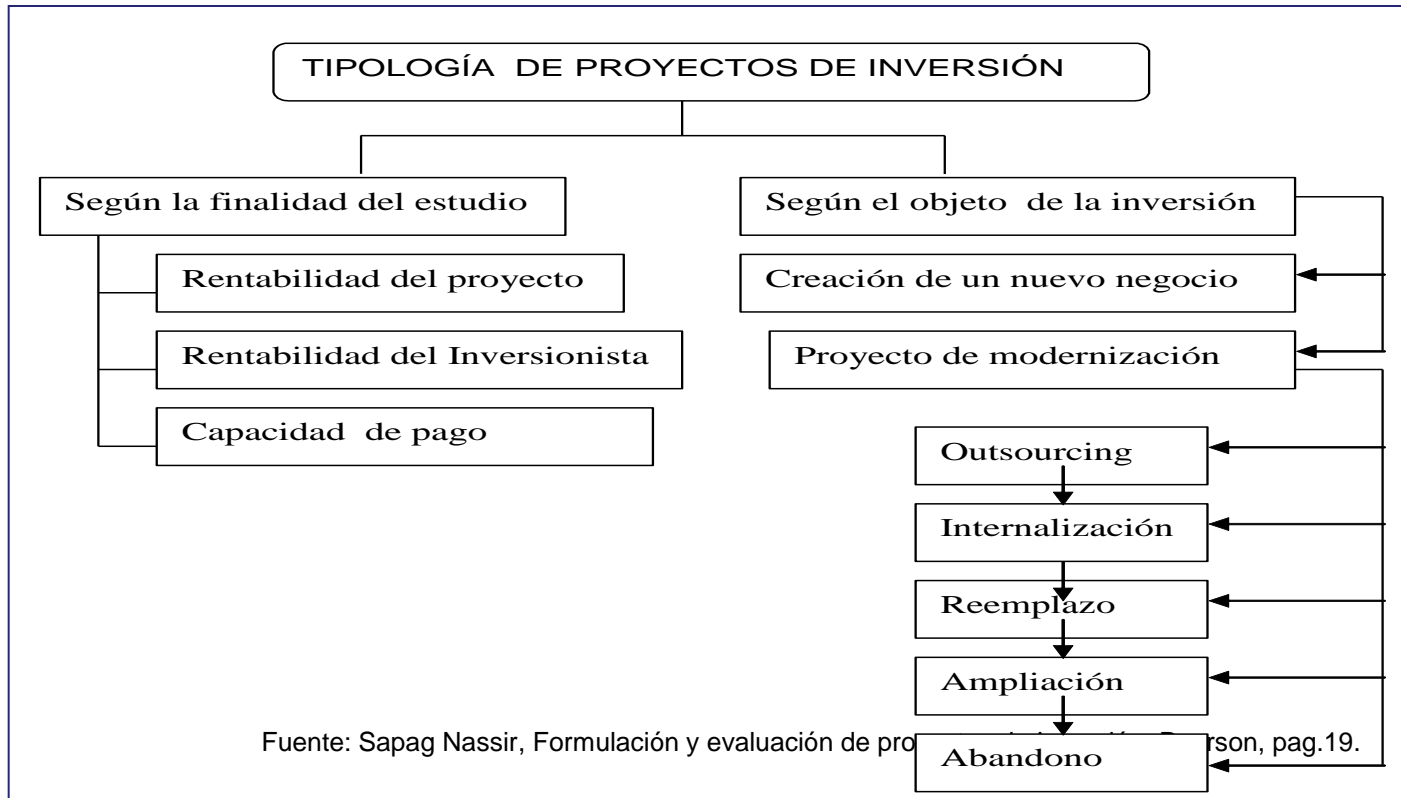 TIPOLOGÍA DE PROYECTOS DE INVERSIÓN
Según la finalidad del estudio
Rentabilidad del proyecto
Rentabilidad del Inversionista
Capacidad de pago
Según el objeto de la inversión
Creación de un nuevo negocio
Proyecto de modernización
Outsourcing
Internalización
Reemplazo
Ampliación
Abandono
Fuente: Sapag Nassir, Formulación y evaluación de pag.19.